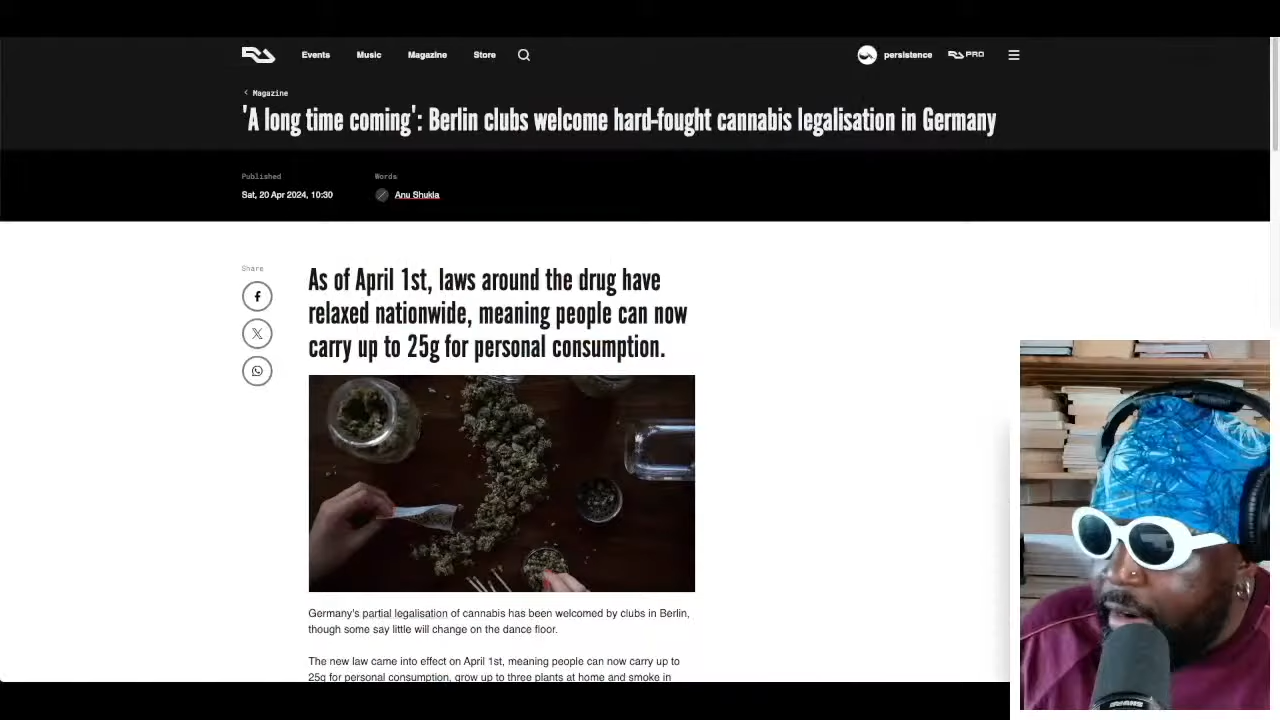 RA Events Music Magazine Store persistence RA PRO
< Magazine
'A long time coming': Berlin clubs welcome hard-fought cannabis legalisation in Germany
Published Words
Sat, 20 Apr 2024, 10:30 Anu Shukla
Share
As of April 1st, laws around the drug have
relaxed nationwide, meaning people can now
carry up to 25g for personal consumption.
Germany's partial legalisation of cannabis has been welcomed by clubs in Berlin,
though some say little will change on the dance floor.
The new law came into effect on April 1st, meaning people can now carry up to
25g for personal consumption, grow up to three plants at home and smoke in